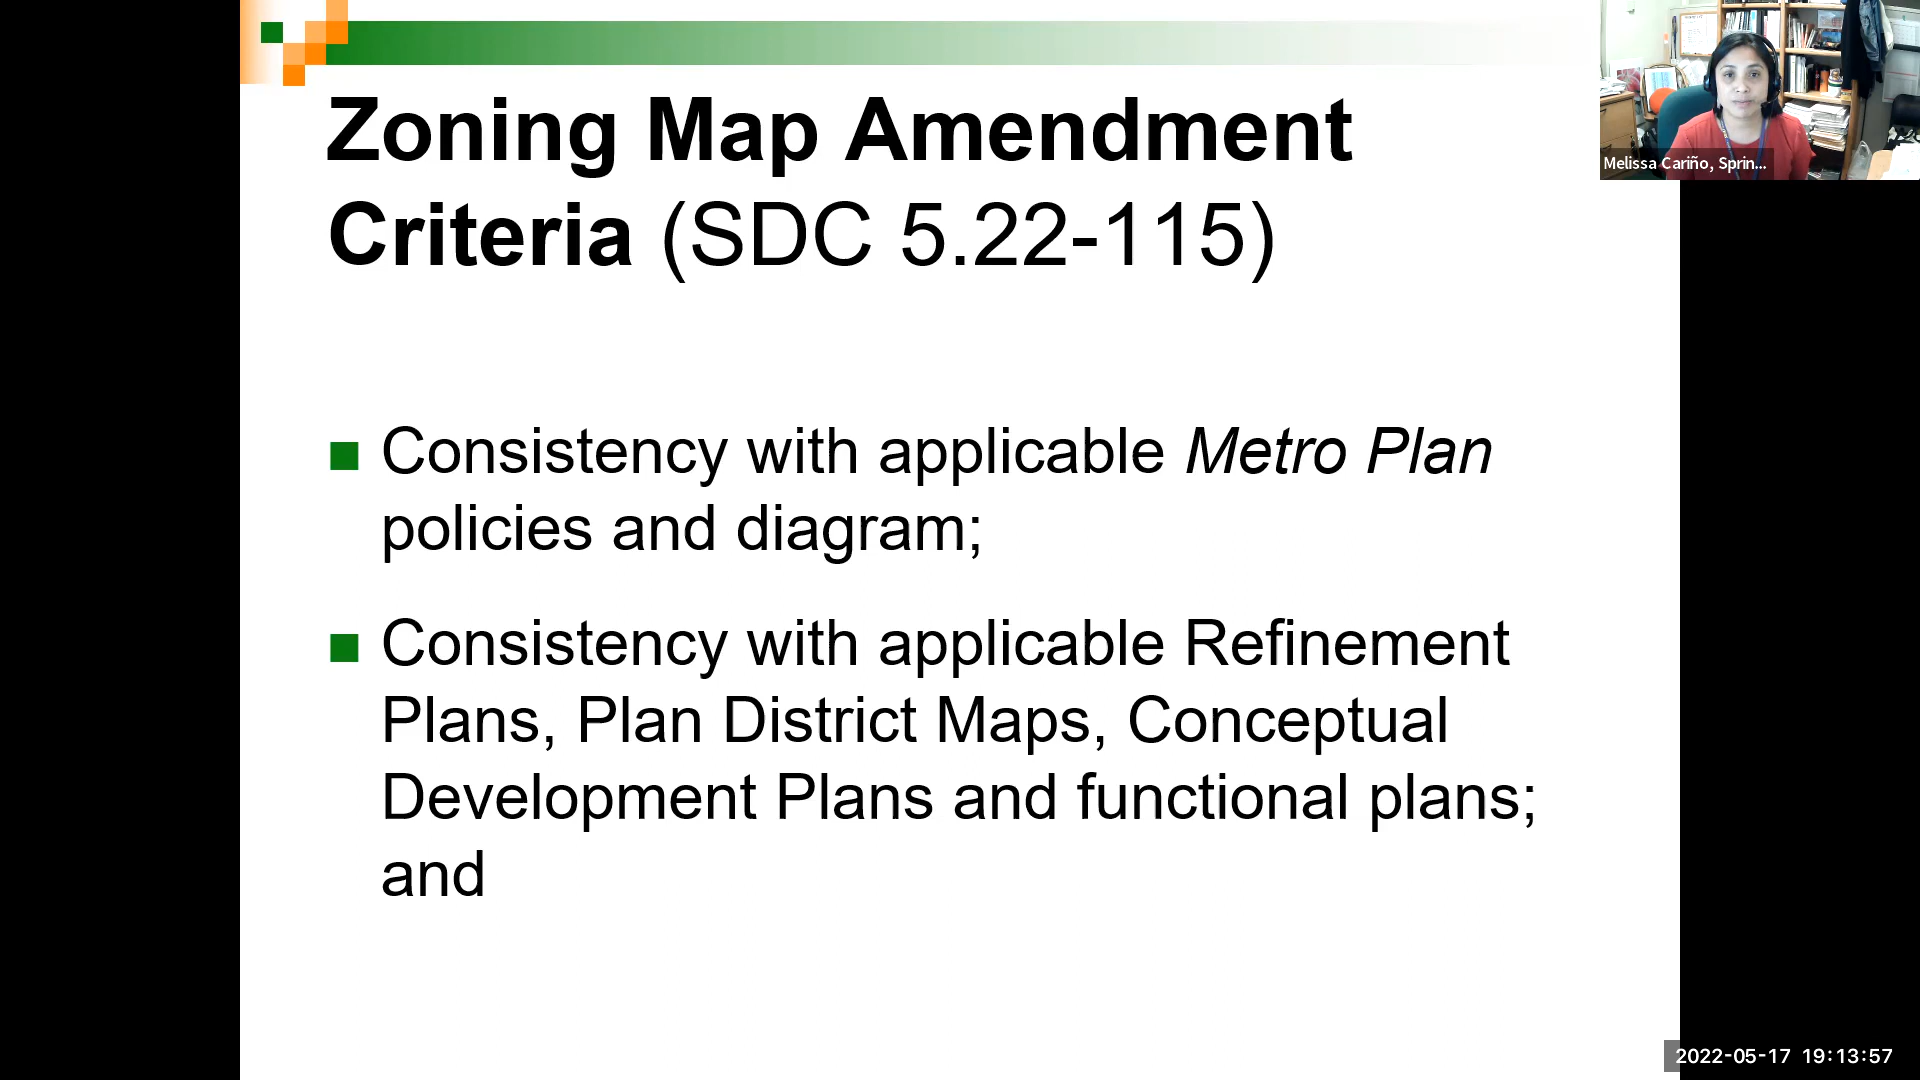 Zoning Map Amendment
Criteria (SDC 5.22-115)
Consistency with applicable Metro Plan
policies and diagram;
Consistency with applicable Refinement
Plans, Plan District Maps, Conceptual
Development Plans and functional plans;
and
Melissa Cariño, Sprin...
2022-05-17 19:13:57